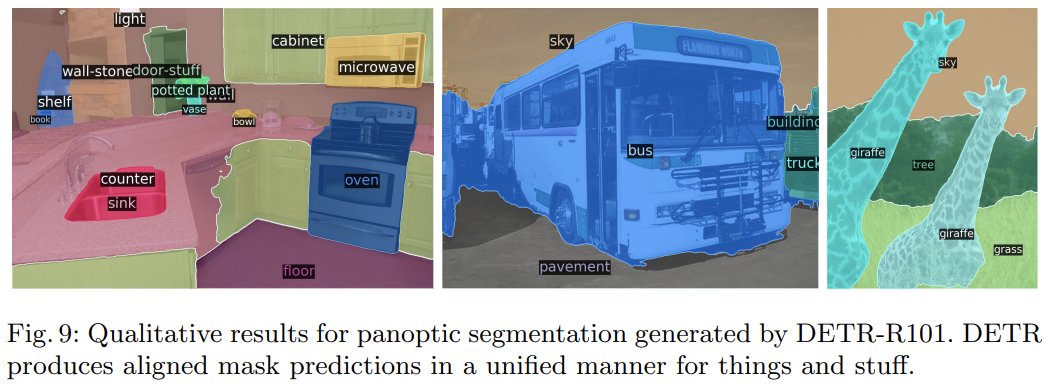 light
cabinet
wall-stone
door-stuff
microwave
potted plant
wall
shelf
vase
book
bowl
counter
oven
sink
floor
sky
FLAMINGO NORTH
building
bus
truck
pavement
sky
giraffe
tree
giraffe
grass
Fig. 9: Qualitative results for panoptic segmentation generated by DETR-R101. DETR
produces aligned mask predictions in a unified manner for things and stuff.